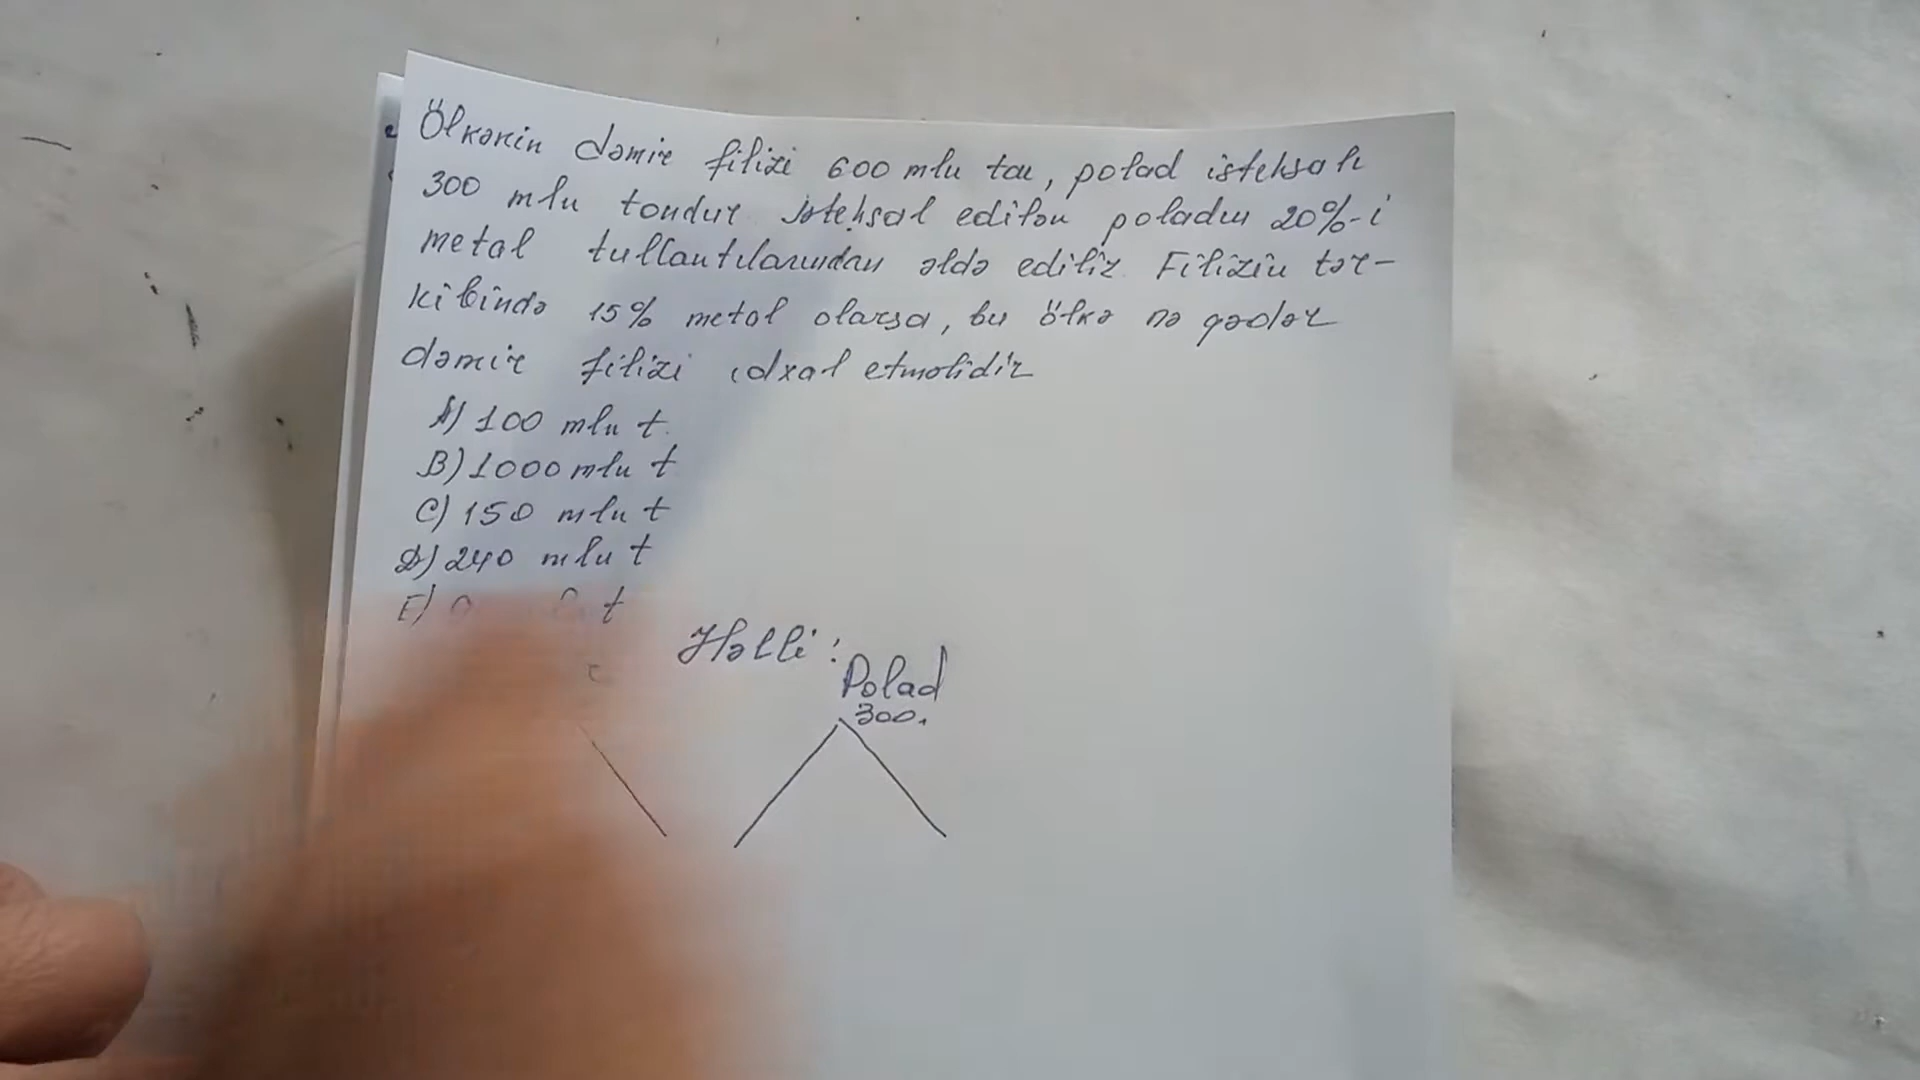 Ölkənin dəmir filizi 600 mln ton, polad istehsalı
300 mln tondur istehsal edilən poladın 20%-i
metal tullantılarından əldə edilir. Filizin tər-
kibində 15% metal olarsa, bu ölkə nə qədər
dəmir filizi idxal etməlidir
A) 100 mln t.
B) 1000 mln t
C) 150 mln t
D) 240 mln t
E) t
Həlli:
Polad
300.